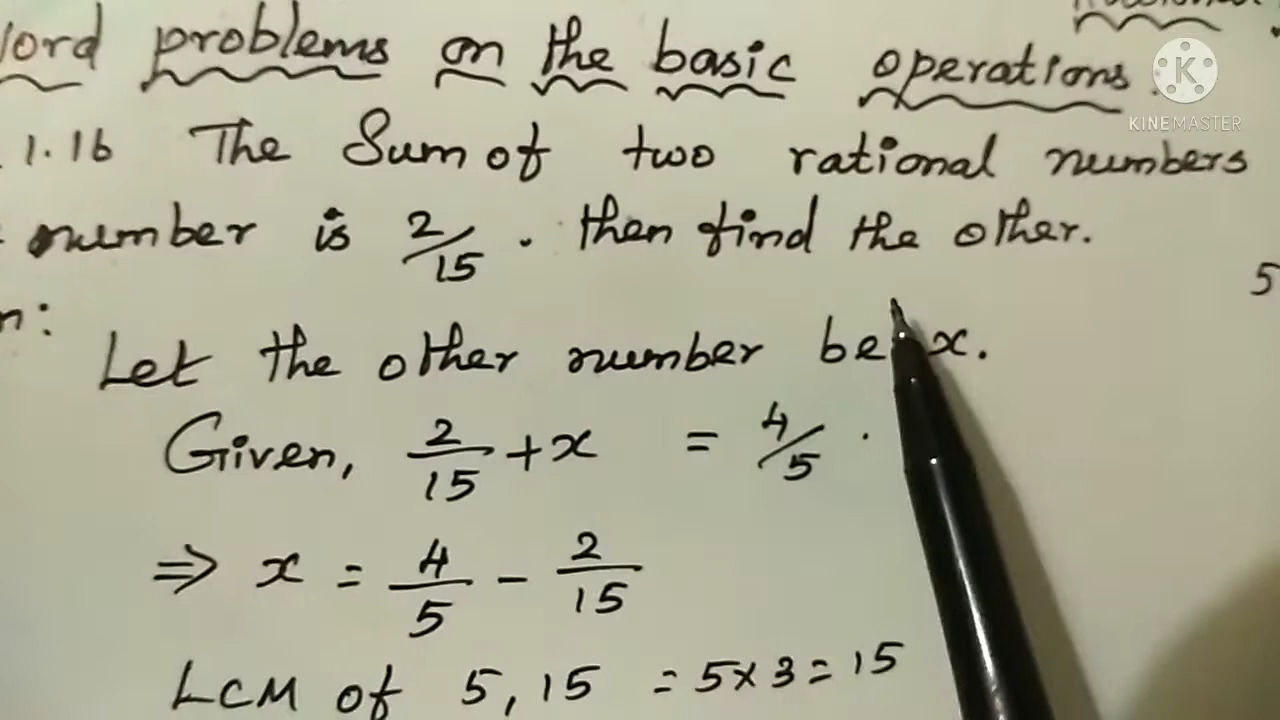 word problems on the basic operations.
1.16 The Sum of two rational numbers
number is 2/15. then find the other.
5
n:
Let the other number be x.
Given, 2/15 + x = 4/5.
⇒ x = 4/5 - 2/15
LCM of 5, 15 = 5×3 = 15
K
KINEMASTER